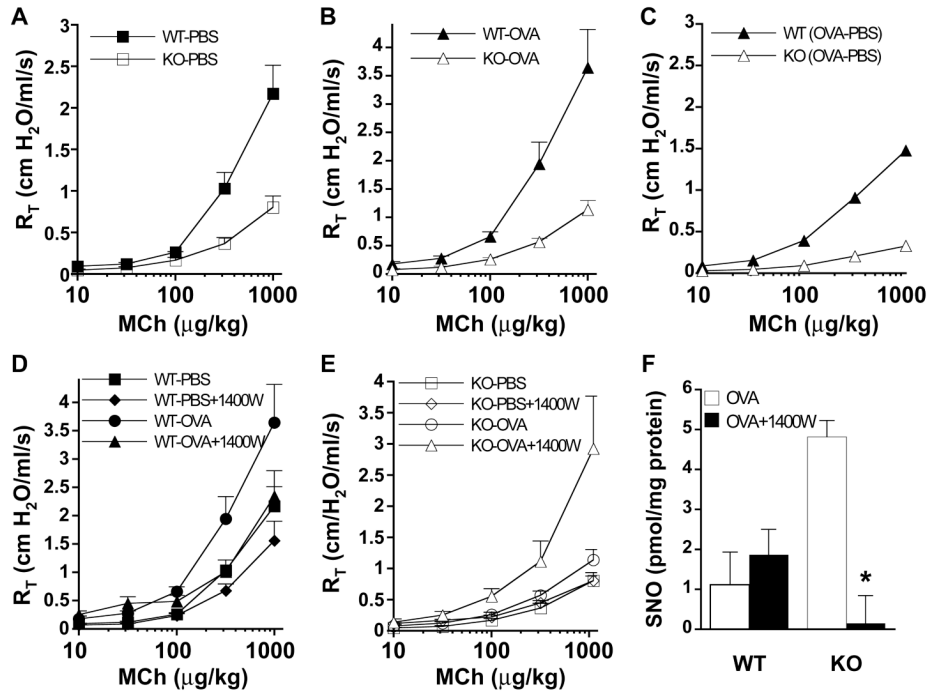 A
WT-PBS
KO-PBS
R_T (cm H₂O/ml/s)
3
2.5
2
1.5
1
0.5
0
10
100
1000
MCh (μg/kg)
B
WT-OVA
KO-OVA
R_T (cm H₂O/ml/s)
4
3.5
3
2.5
2
1.5
1
0.5
0
10
100
1000
MCh (μg/kg)
C
WT (OVA-PBS)
KO (OVA-PBS)
R_T (cm H₂O/ml/s)
3
2.5
2
1.5
1
0.5
0
10
100
1000
MCh (μg/kg)
D
WT-PBS
WT-PBS+1400W
WT-OVA
WT-OVA+1400W
R_T (cm H₂O/ml/s)
4
3.5
3
2.5
2
1.5
1
0.5
0
10
100
1000
MCh (μg/kg)
E
KO-PBS
KO-PBS+1400W
KO-OVA
KO-OVA+1400W
R_T (cm/H₂O/ml/s)
4
3.5
3
2.5
2
1.5
1
0.5
0
10
100
1000
MCh (μg/kg)
F
OVA
OVA+1400W
SNO (pmol/mg protein)
6
5
4
3
2
1
0
*
WT
KO